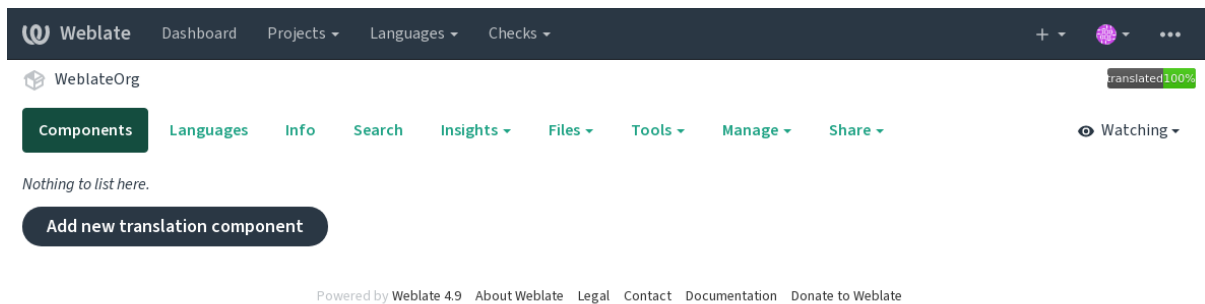 Weblate Dashboard Projects Languages Checks
WeblateOrg translated 100%
Components Languages Info Search Insights Files Tools Manage Share Watching
Nothing to list here.
Add new translation component
Powered by Weblate 4.9 About Weblate Legal Contact Documentation Donate to Weblate